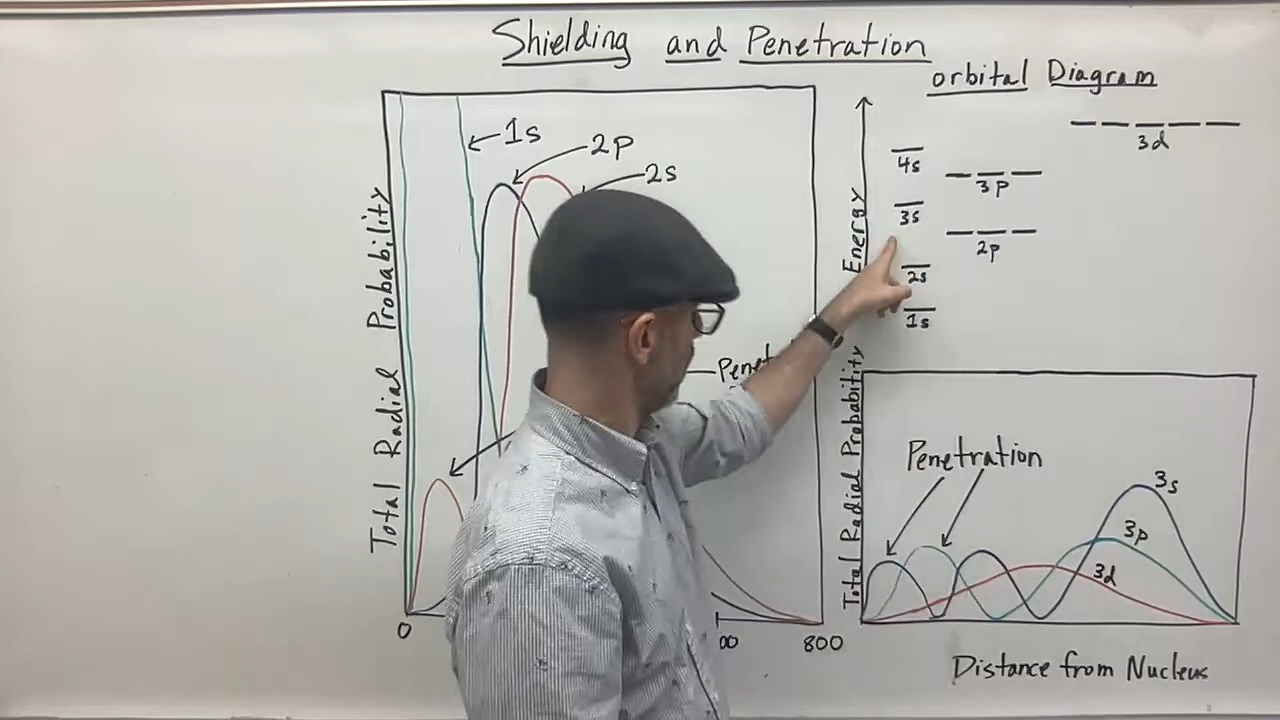 Shielding and Penetration
orbital Diagram
1s
2p
2s
Total Radial Probability
0
800
Energy
3d
4s
3p
3s
2p
2s
1s
Total Radial Probability
Penetration
3s
3p
3d
Distance from Nucleus